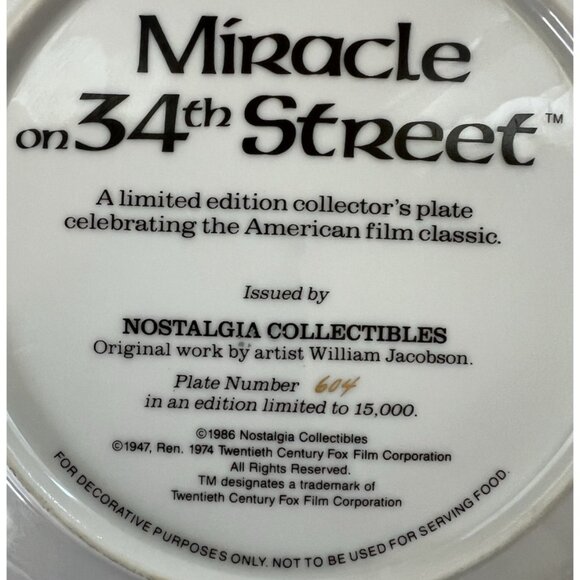 Miracle
on 34th Street™
A limited edition collector's plate
celebrating the American film classic.
Issued by
NOSTALGIA COLLECTIBLES
Original work by artist William Jacobson.
Plate Number 604
in an edition limited to 15,000.
©1986 Nostalgia Collectibles
©1947, Ren. 1974 Twentieth Century Fox Film Corporation
All Rights Reserved.
TM designates a trademark of
Twentieth Century Fox Film Corporation
FOR DECORATIVE PURPOSES ONLY. NOT TO BE USED FOR SERVING FOOD.